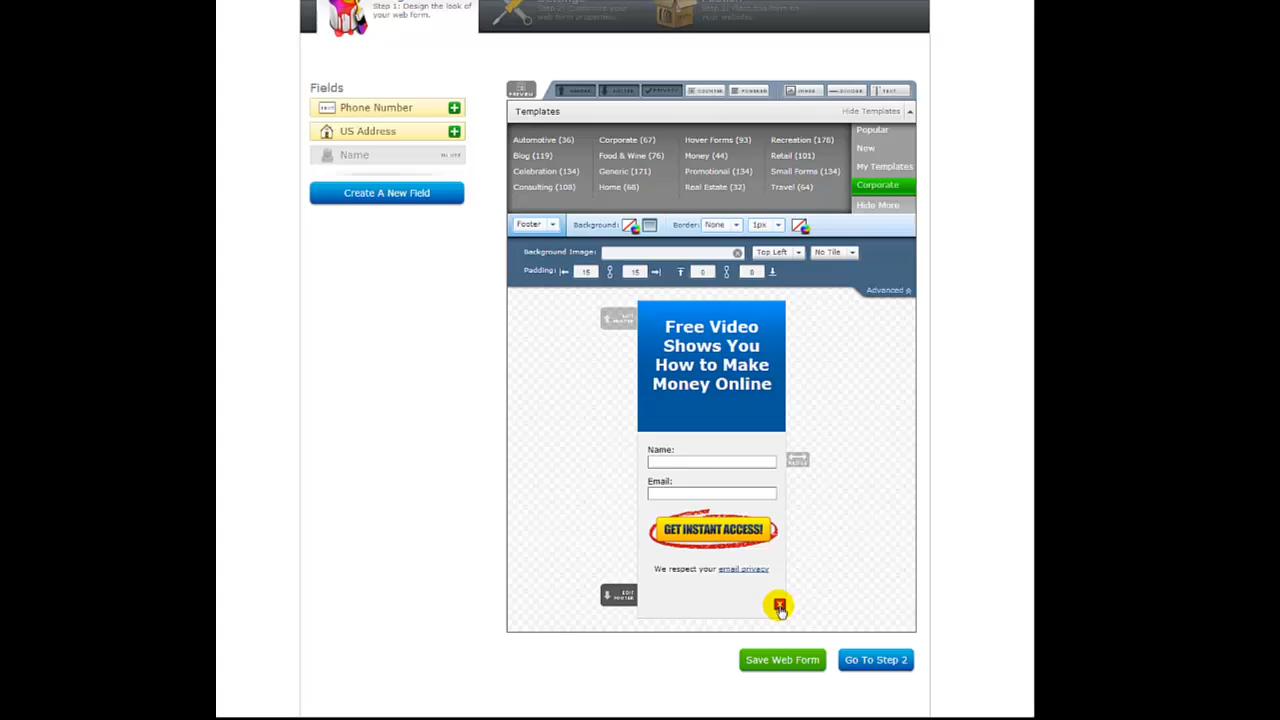 Step 1: Design the look
of your web form.
Fields
Phone Number
US Address
Name
Create A New Field
PREVIEW
Templates
Hide Templates
Automotive (36)
Corporate (67)
Hover Forms (93)
Recreation (178)
Popular
Blog (119)
Food & Wine (76)
Money (44)
Retail (101)
New
Celebration (134)
Generic (171)
Promotional (134)
Small Forms (134)
My Templates
Consulting (108)
Home (68)
Real Estate (32)
Travel (64)
Corporate
Hide More
Footer
Background:
Border:
None
1px
Background Image:
Top Left
No Tile
Padding:
15
15
0
0
Advanced
Free Video
Shows You
How to Make
Money Online
Name:
Email:
GET INSTANT ACCESS!
We respect your email privacy
EDIT
FOOTER
Save Web Form
Go To Step 2